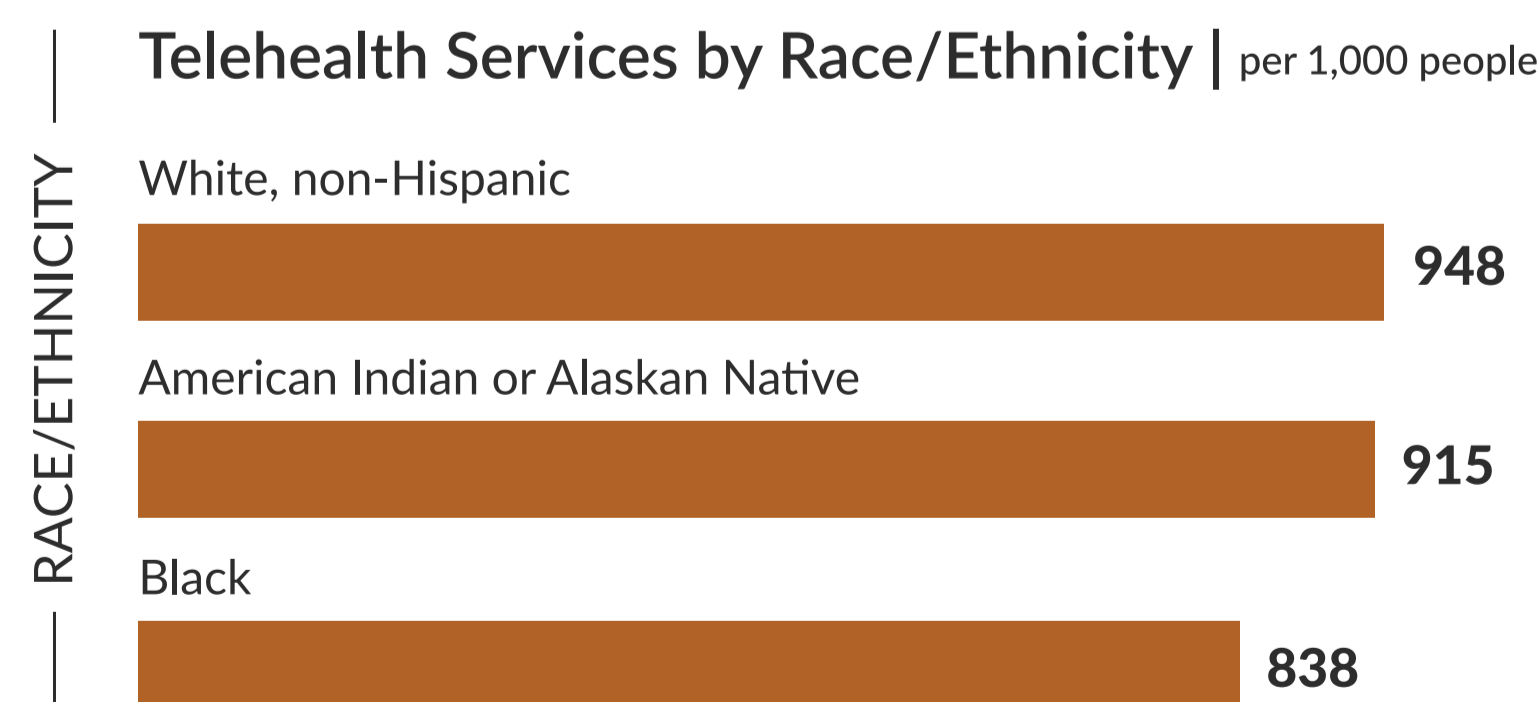 Telehealth Services by Race/Ethnicity | per 1,000 people
RACE/ETHNICITY
White, non-Hispanic
948
American Indian or Alaskan Native
915
Black
838